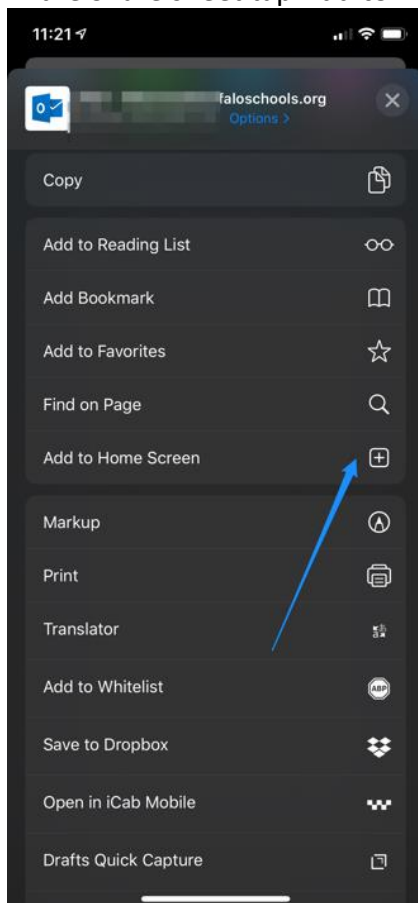 11:21
faloschools.org
Options >
Copy
Add to Reading List
Add Bookmark
Add to Favorites
Find on Page
Add to Home Screen
Markup
Print
Translator
Add to Whitelist
ABP
Save to Dropbox
Open in iCab Mobile
Drafts Quick Capture